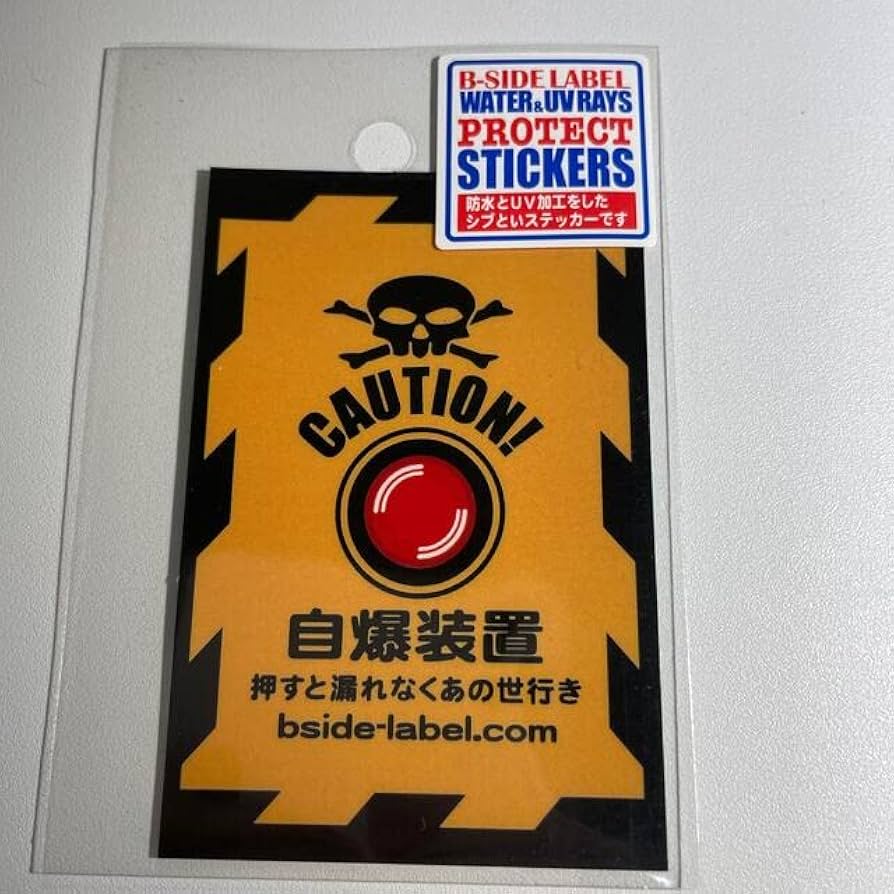 B-SIDE LABEL
WATER&UVRAYS
PROTECT
STICKERS
防水とUV加工をした
シブといステッカーです
CAUTION!
自爆装置
押すと漏れなくあの世行き
bside-label.com